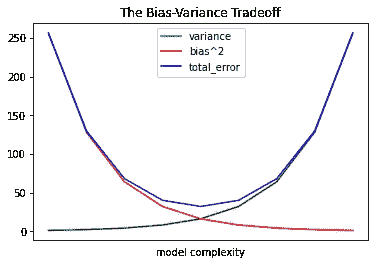 The Bias-Variance Tradeoff
variance
bias^2
total_error
250
200
150
100
50
0
model complexity